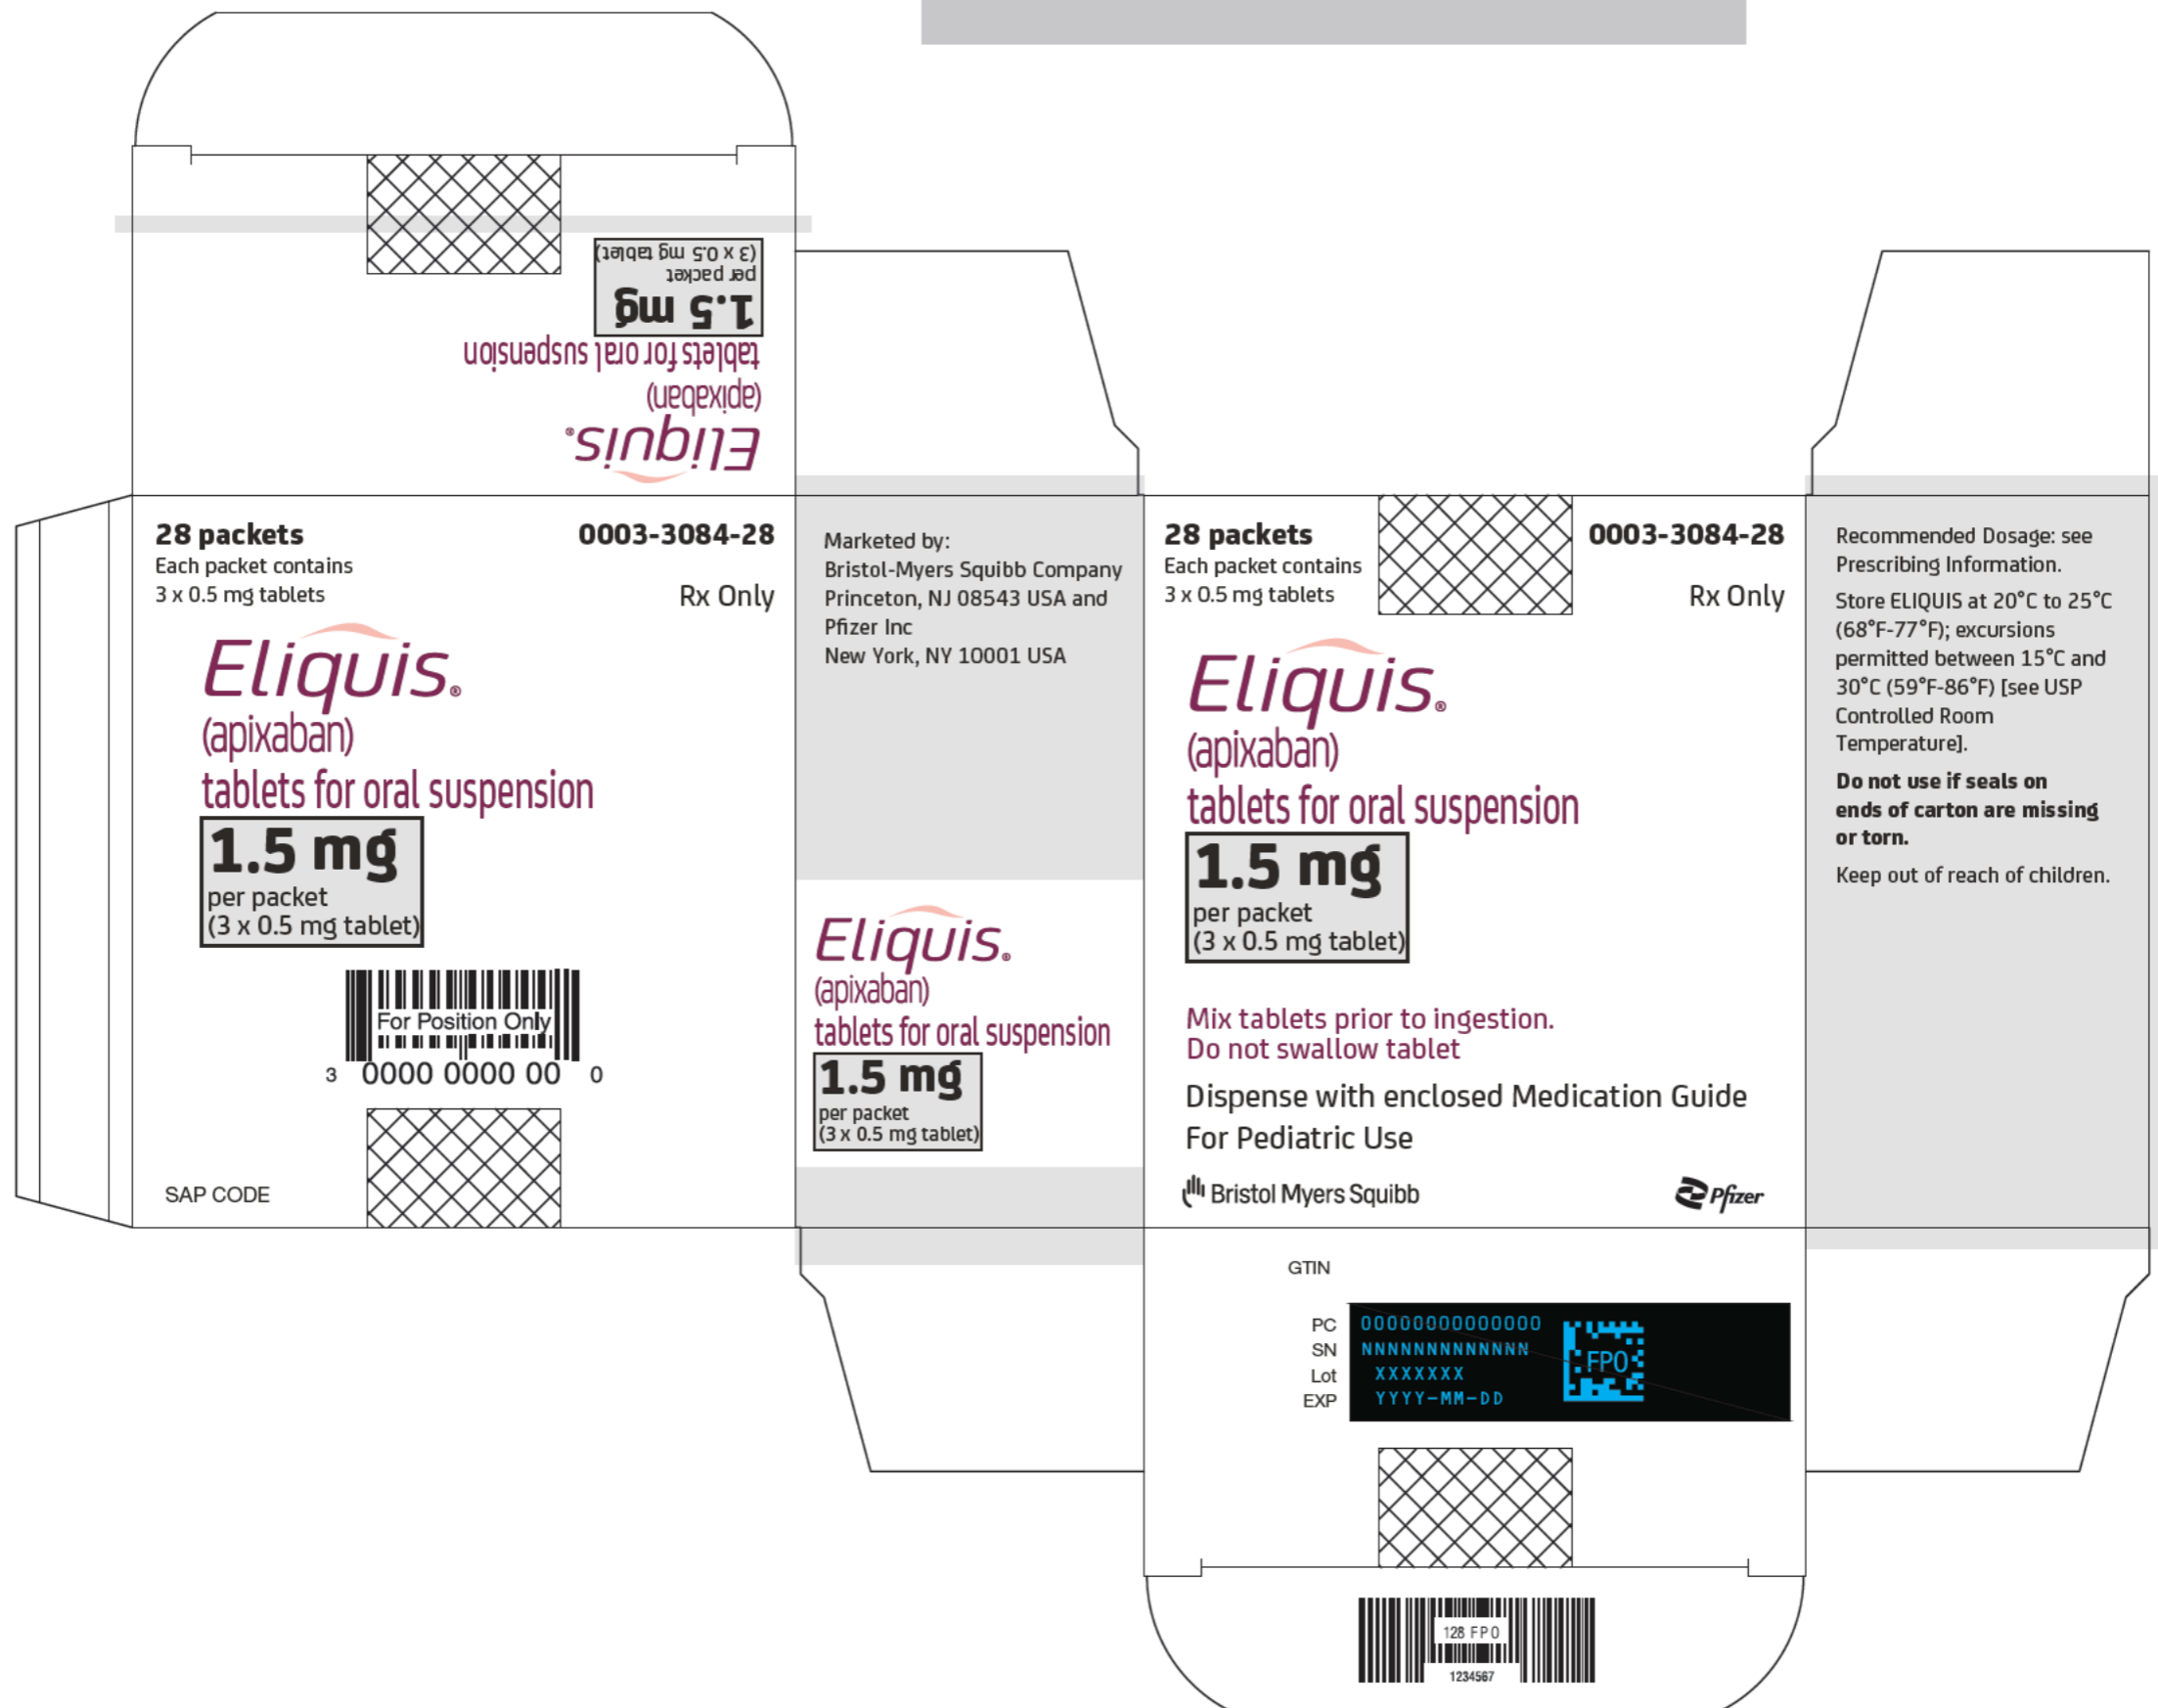 (3 x 0.5 mg tablet)
per packet
1.5 mg
tablets for oral suspension
(apixaban)
Eliquis®
28 packets
0003-3084-28
Each packet contains
3 x 0.5 mg tablets
Rx Only
Eliquis®
(apixaban)
tablets for oral suspension
1.5 mg
per packet
(3 x 0.5 mg tablet)
For Position Only
3 0000 0000 00 0
SAP CODE
Marketed by:
Bristol-Myers Squibb Company
Princeton, NJ 08543 USA and
Pfizer Inc
New York, NY 10001 USA
Eliquis®
(apixaban)
tablets for oral suspension
1.5 mg
per packet
(3 x 0.5 mg tablet)
28 packets
0003-3084-28
Each packet contains
3 x 0.5 mg tablets
Rx Only
Eliquis®
(apixaban)
tablets for oral suspension
1.5 mg
per packet
(3 x 0.5 mg tablet)
Mix tablets prior to ingestion.
Do not swallow tablet
Dispense with enclosed Medication Guide
For Pediatric Use
Bristol Myers Squibb
Pfizer
Recommended Dosage: see
Prescribing Information.
Store ELIQUIS at 20°C to 25°C
(68°F-77°F); excursions
permitted between 15°C and
30°C (59°F-86°F) [see USP
Controlled Room
Temperature].
Do not use if seals on
ends of carton are missing
or torn.
Keep out of reach of children.
GTIN
PC 00000000000000
SN NNNNNNNNNNNNN
Lot XXXXXXX
EXP YYYY-MM-DD
FPO
128 FPO
1234567